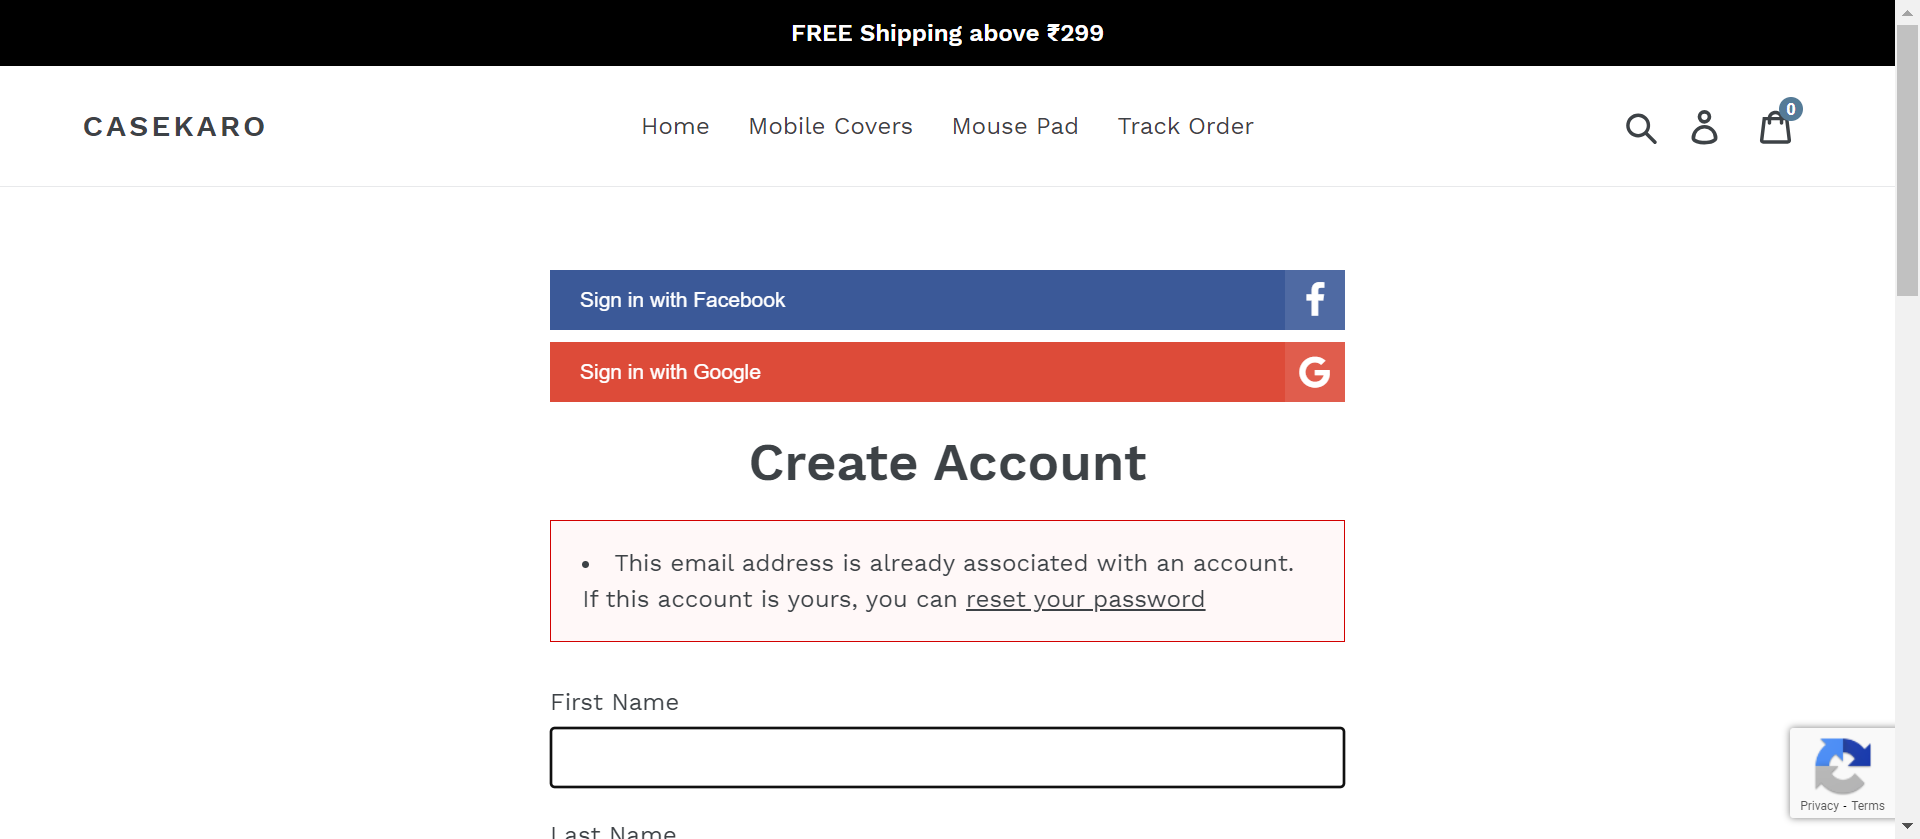 FREE Shipping above ₹299
CASEKARO
Home
Mobile Covers
Mouse Pad
Track Order
0
Sign in with Facebook
Sign in with Google
Create Account
This email address is already associated with an account.
If this account is yours, you can reset your password
First Name
Last Name
Privacy - Terms